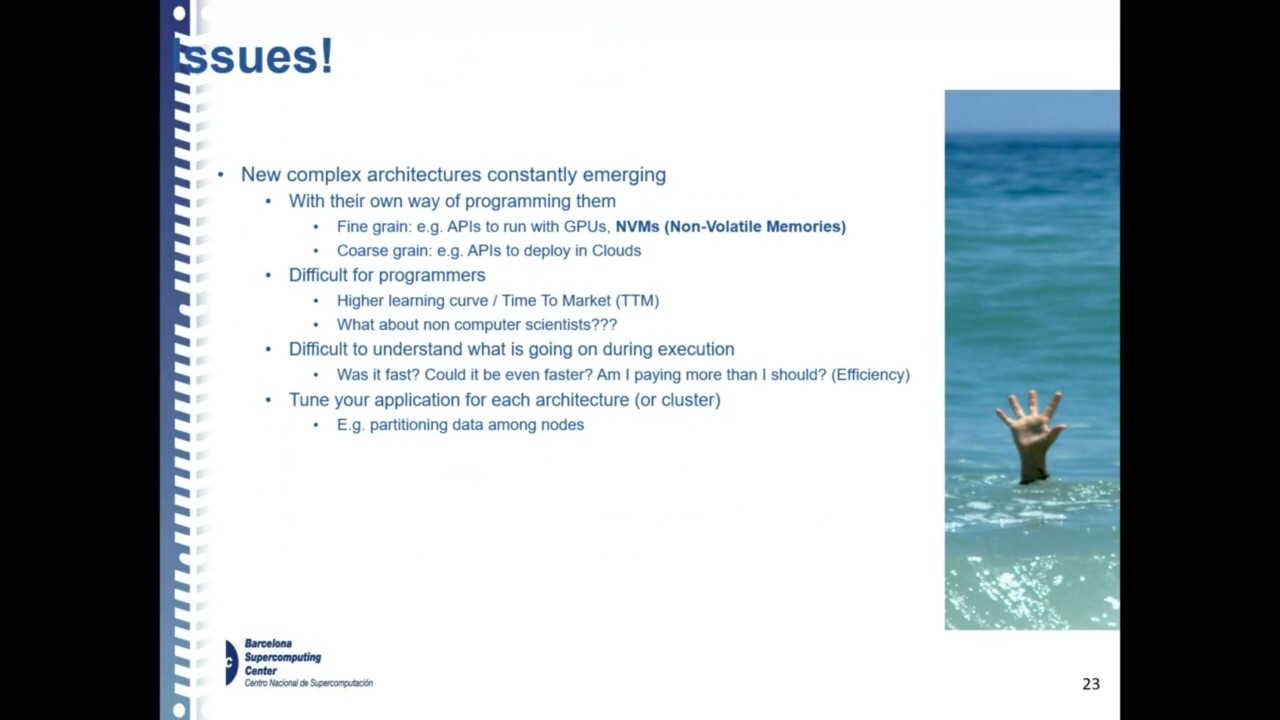 Issues!
• New complex architectures constantly emerging
• With their own way of programming them
• Fine grain: e.g. APIs to run with GPUs, NVMs (Non-Volatile Memories)
• Coarse grain: e.g. APIs to deploy in Clouds
• Difficult for programmers
• Higher learning curve / Time To Market (TTM)
• What about non computer scientists???
• Difficult to understand what is going on during execution
• Was it fast? Could it be even faster? Am I paying more than I should? (Efficiency)
• Tune your application for each architecture (or cluster)
• E.g. partitioning data among nodes
C
Barcelona
Supercomputing
Center
Centro Nacional de Supercomputación
23